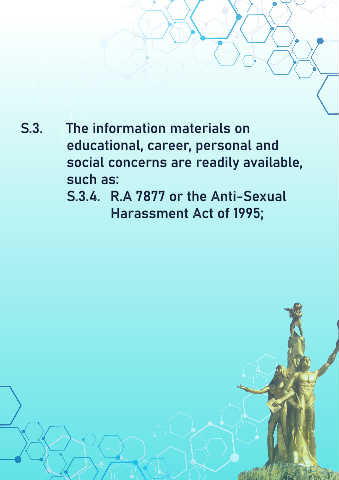 S.3. The information materials on
educational, career, personal and
social concerns are readily available,
such as:
S.3.4. R.A 7877 or the Anti-Sexual
Harassment Act of 1995;